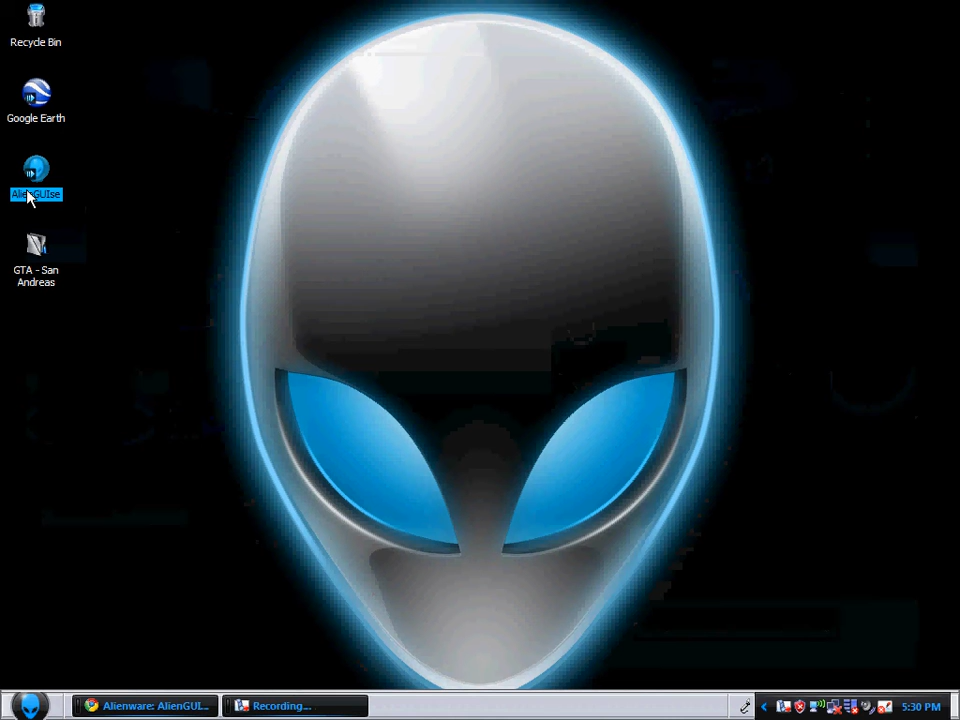 Recycle Bin
Google Earth
AlienGUIse
GTA - San
Andreas
Alienware: AlienGUI...
Recording...
5:30 PM